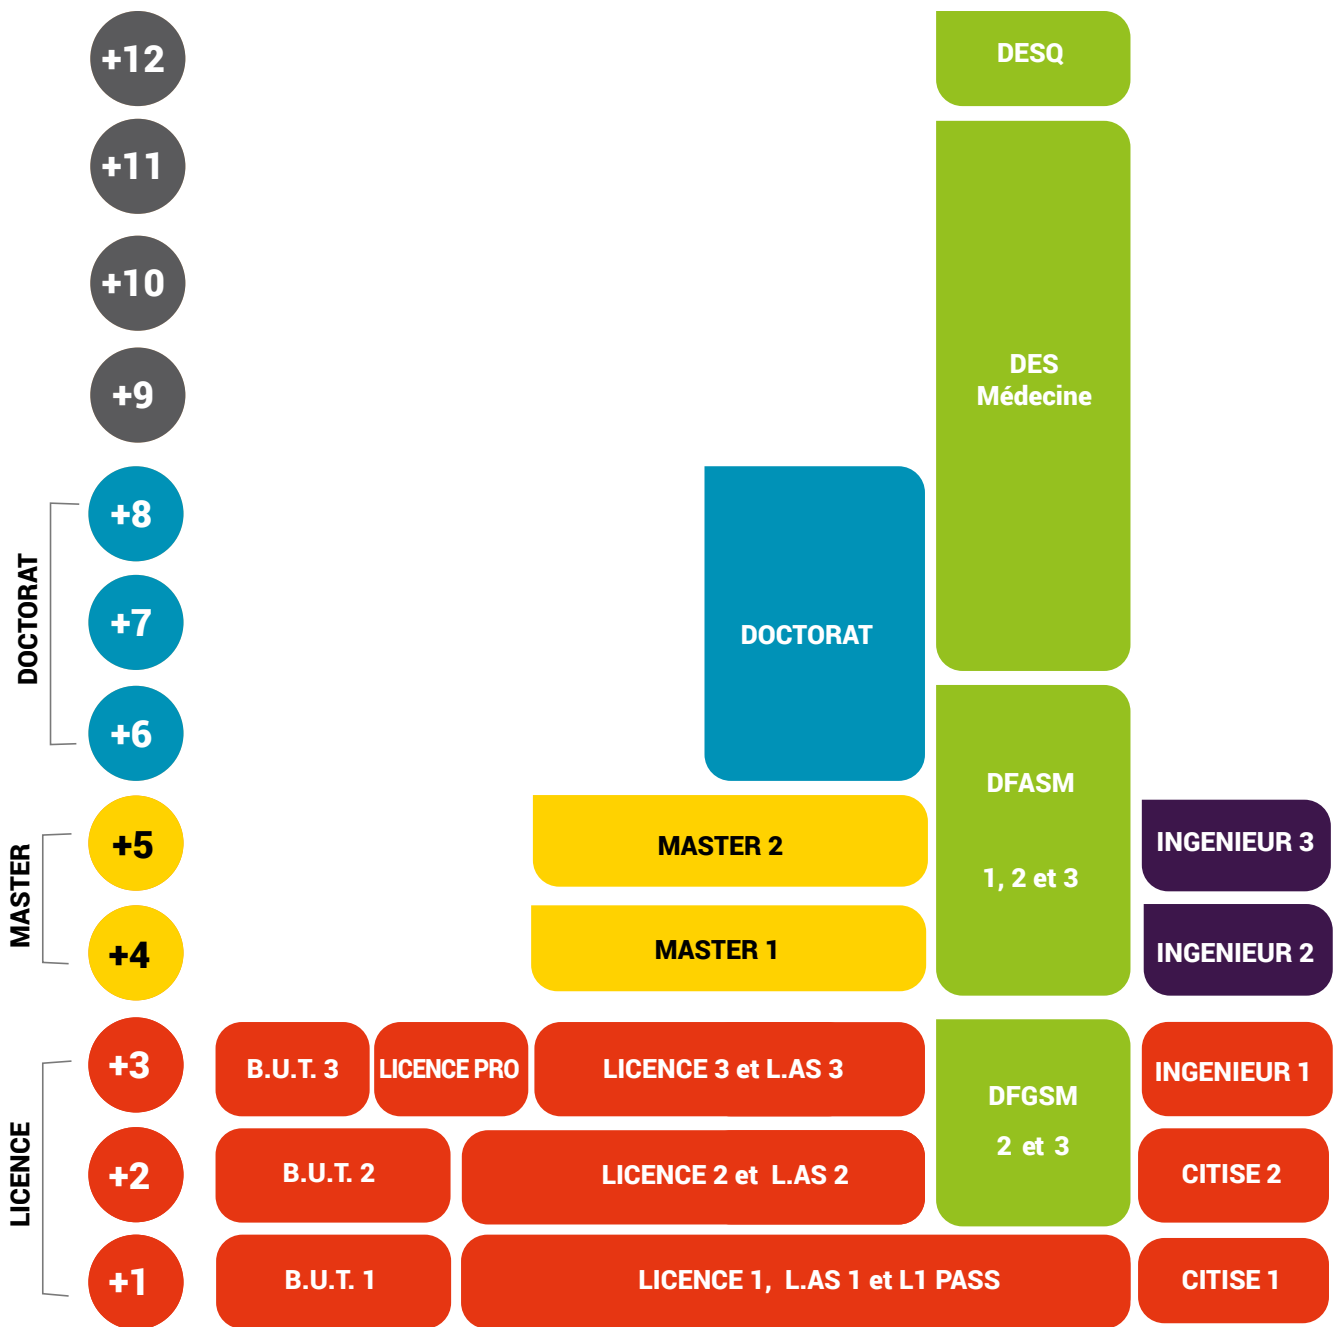 +12
DESQ
+11
+10
+9
DES
Médecine
DOCTORAT
+8
+7
DOCTORAT
+6
DFASM
1, 2 et 3
MASTER
+5
MASTER 2
INGENIEUR 3
+4
MASTER 1
INGENIEUR 2
LICENCE
+3
B.U.T. 3
LICENCE PRO
LICENCE 3 et L.AS 3
DFGSM
2 et 3
INGENIEUR 1
+2
B.U.T. 2
LICENCE 2 et L.AS 2
CITISE 2
+1
B.U.T. 1
LICENCE 1, L.AS 1 et L1 PASS
CITISE 1